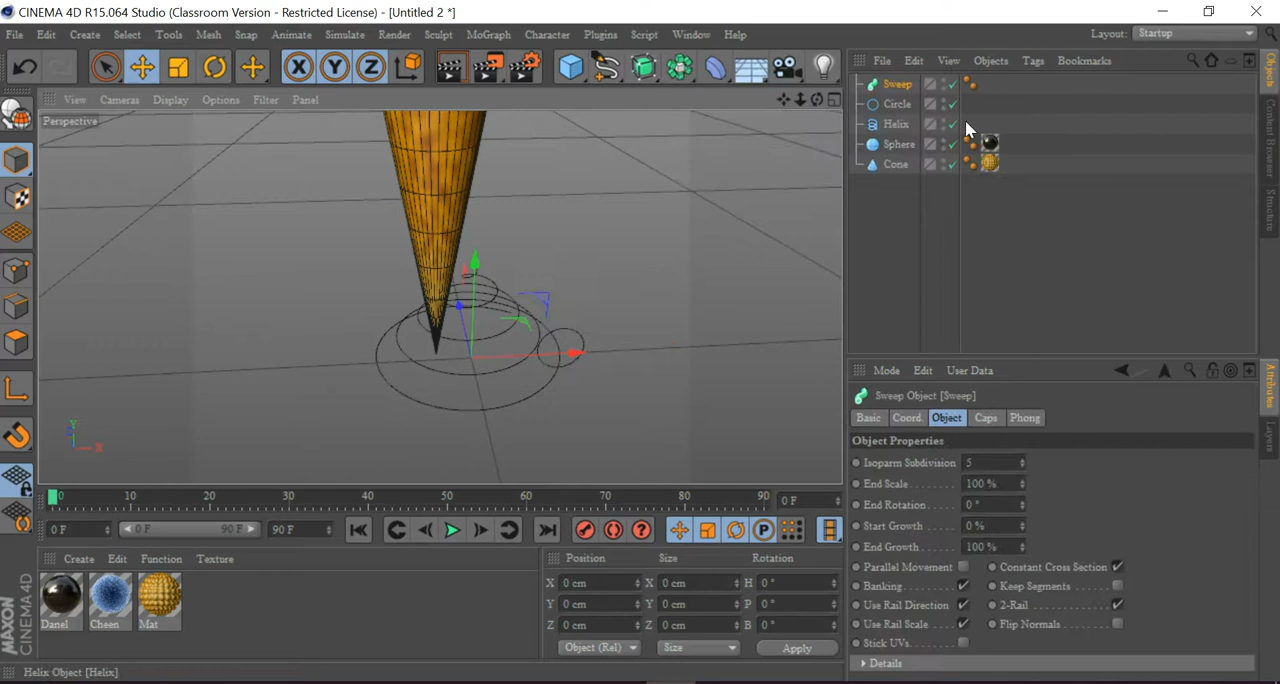 CINEMA 4D R15.064 Studio (Classroom Version - Restricted License) - [Untitled 2 *]
File Edit Create Select Tools Mesh Snap Animate Simulate Render Sculpt MoGraph Character Plugins Script Window Help Layout: Startup
File Edit View Objects Tags Bookmarks
View Cameras Display Options Filter Panel
Perspective
Sweep
Circle
Helix
Sphere
Cone
Objects
Content Browser
Structure
Y
X
Mode Edit User Data
Sweep Object [Sweep]
Basic Coord. Object Caps Phong
Object Properties
Isoparm Subdivision 5
End Scale 100 %
End Rotation 0 °
Start Growth 0 %
End Growth 100 %
Parallel Movement Constant Cross Section
Banking Keep Segments
Use Rail Direction 2-Rail
Use Rail Scale Flip Normals
Stick UVs
Details
Attributes
Layers
0 10 20 30 40 50 60 70 80 90 0 F
0 F 0 F 90 F 90 F
Create Edit Function Texture
Danel Cheen Mat
Position Size Rotation
X 0 cm X 0 cm H 0 °
Y 0 cm Y 0 cm P 0 °
Z 0 cm Z 0 cm B 0 °
Object (Rel) Size Apply
MAXON
CINEMA 4D
Helix Object [Helix]